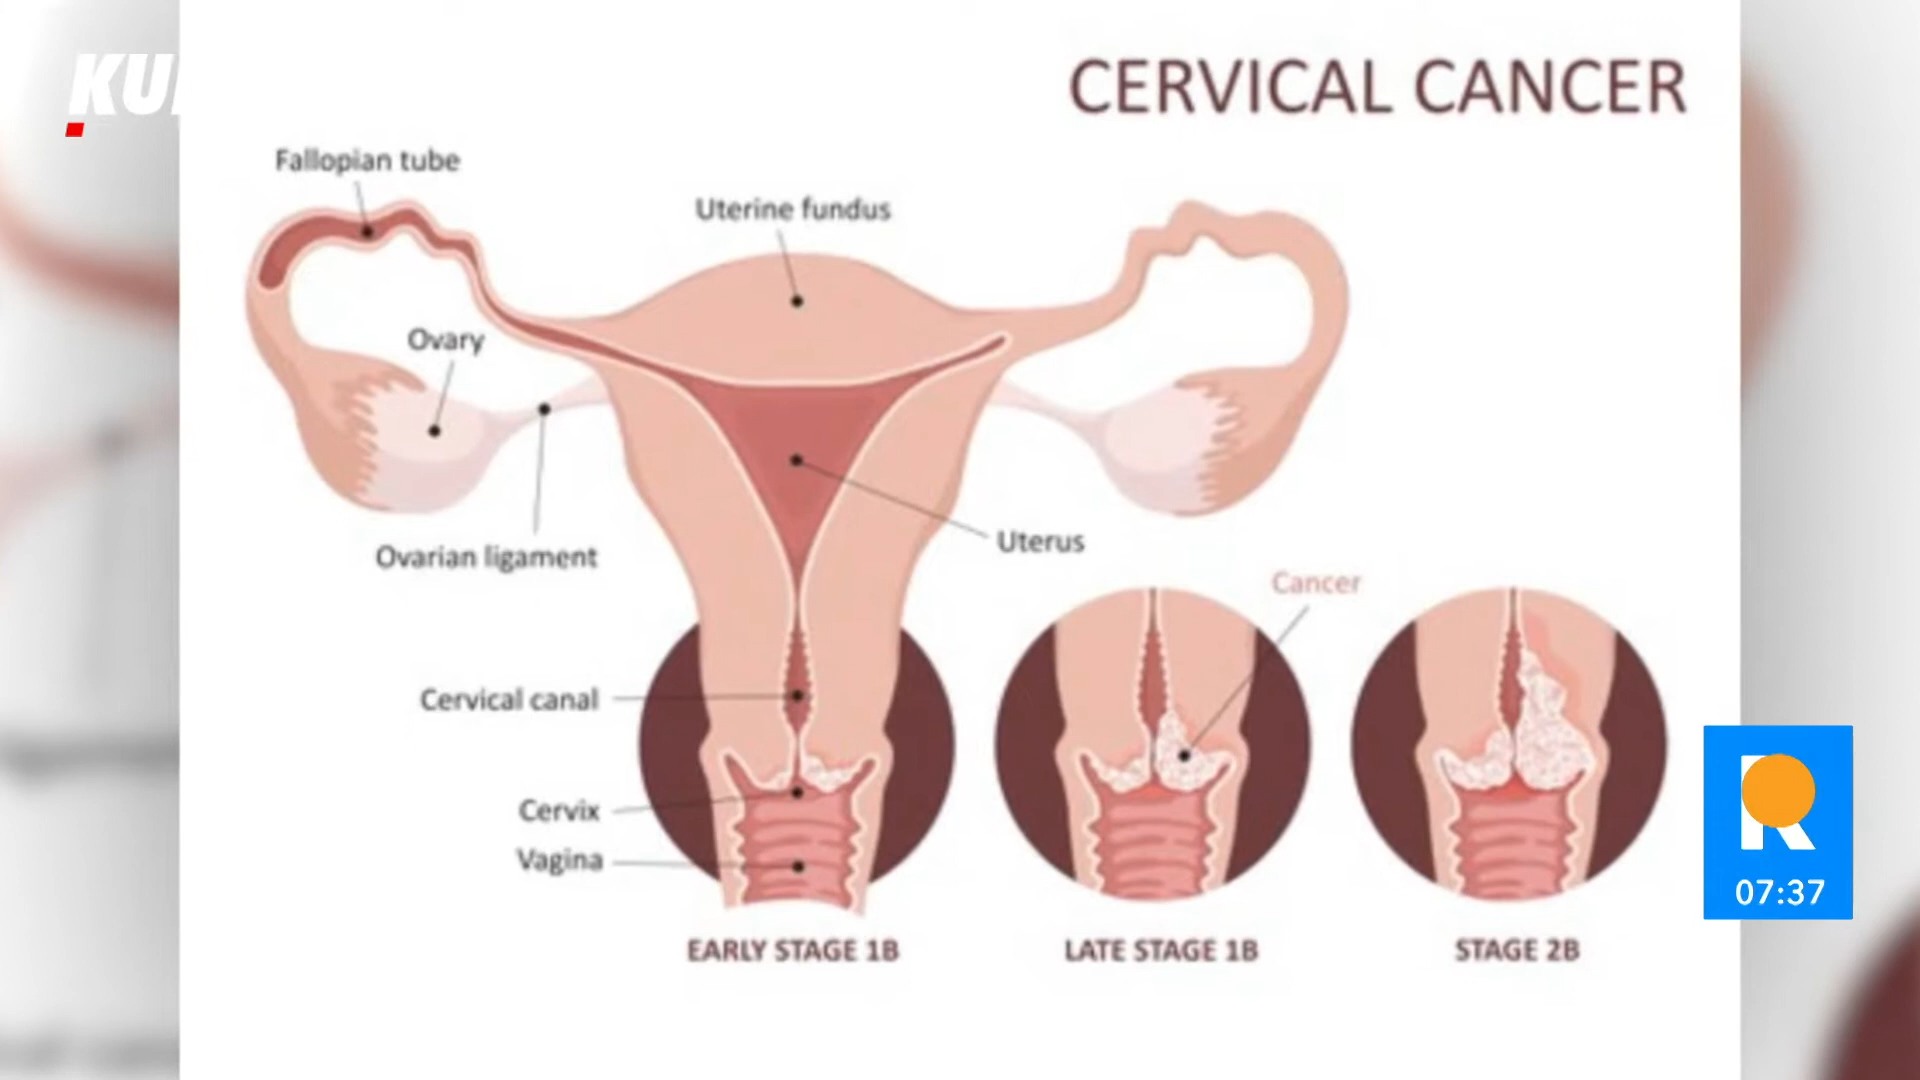 KU
CERVICAL CANCER
Fallopian tube
Uterine fundus
Ovary
Ovarian ligament
Uterus
Cancer
Cervical canal
Cervix
Vagina
EARLY STAGE 1B
LATE STAGE 1B
STAGE 2B
R
07:37